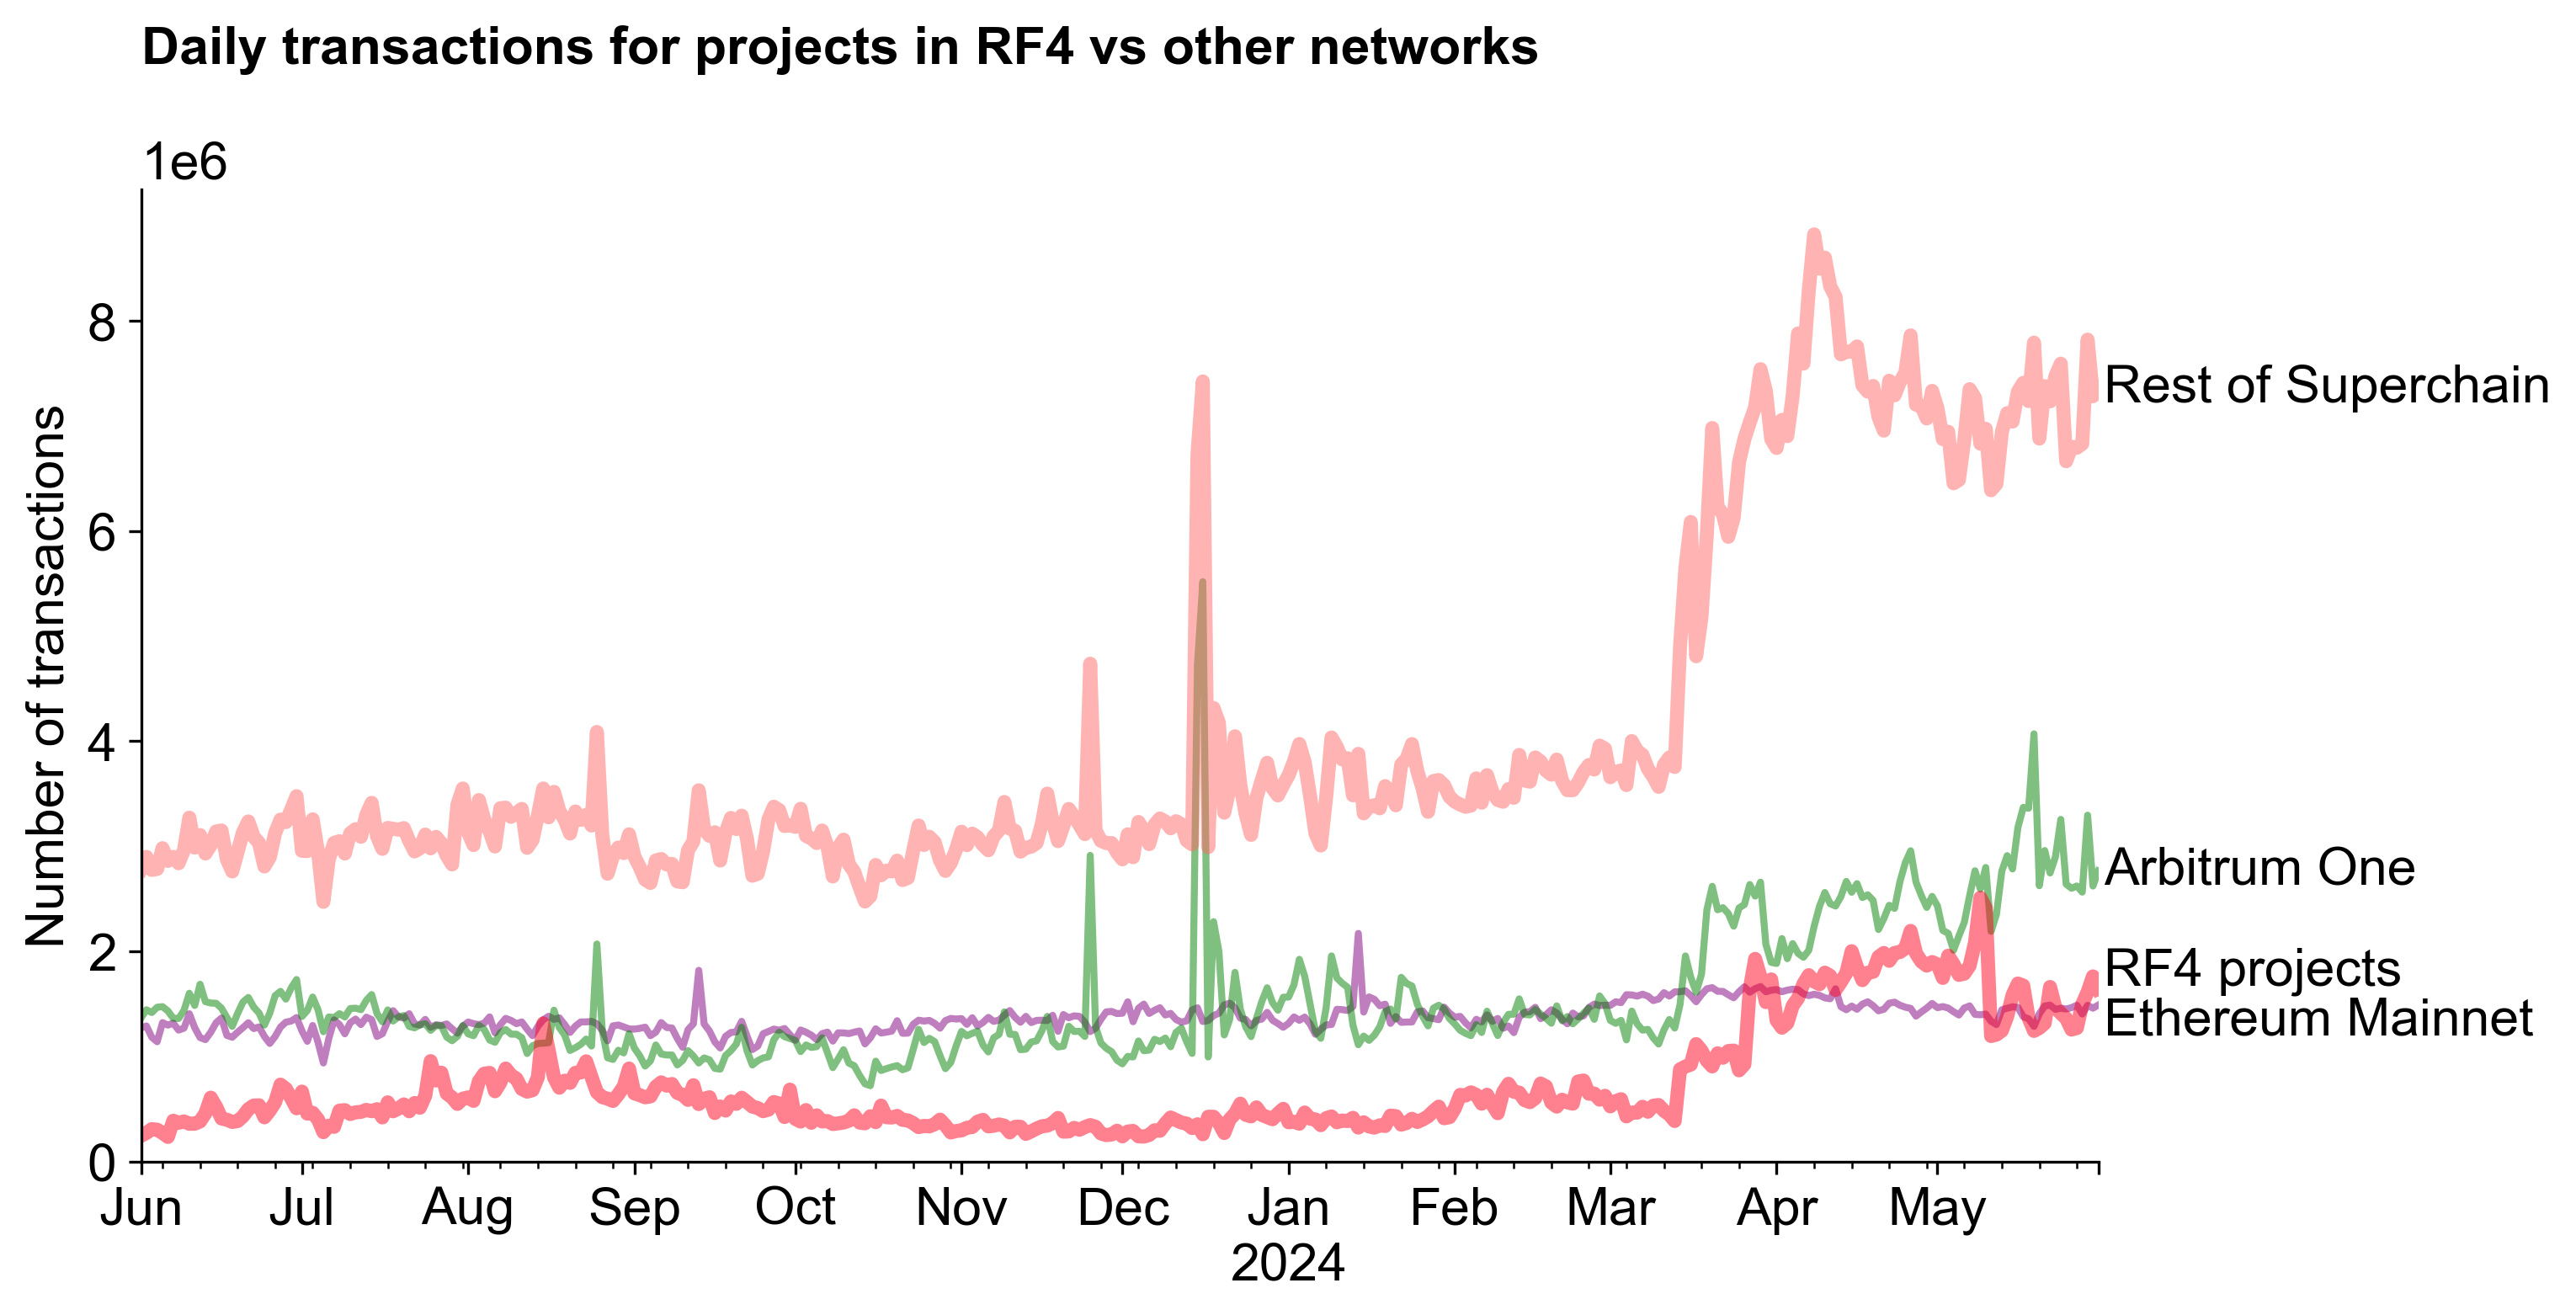 Daily transactions for projects in RF4 vs other networks
1e6
Number of transactions
8
6
4
2
0
Rest of Superchain
Arbitrum One
RF4 projects
Ethereum Mainnet
Jun Jul Aug Sep Oct Nov Dec Jan Feb Mar Apr May
2024